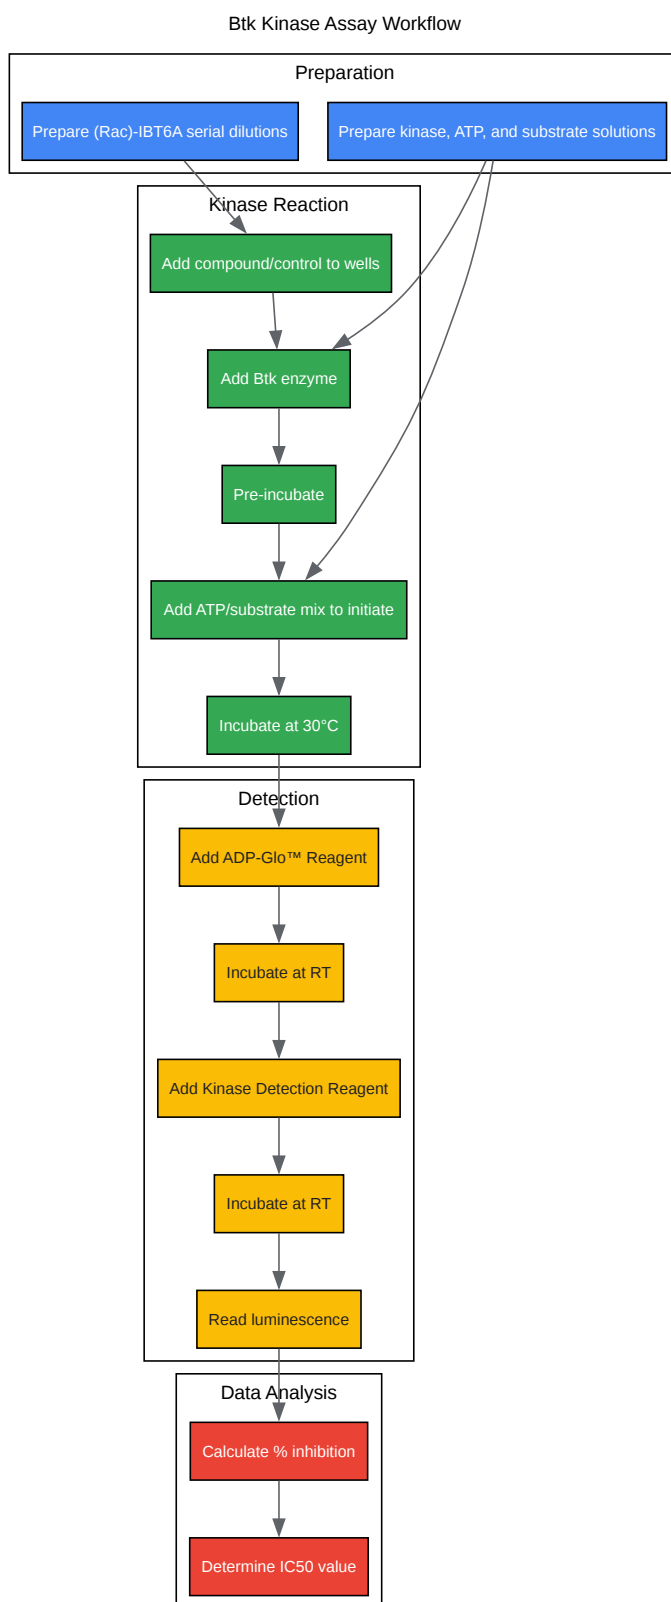 Btk Kinase Assay Workflow
Preparation
Prepare (Rac)-IBT6A serial dilutions
Prepare kinase, ATP, and substrate solutions
Kinase Reaction
Add compound/control to wells
Add Btk enzyme
Pre-incubate
Add ATP/substrate mix to initiate
Incubate at 30°C
Detection
Add ADP-Glo™ Reagent
Incubate at RT
Add Kinase Detection Reagent
Incubate at RT
Read luminescence
Data Analysis
Calculate % inhibition
Determine IC50 value